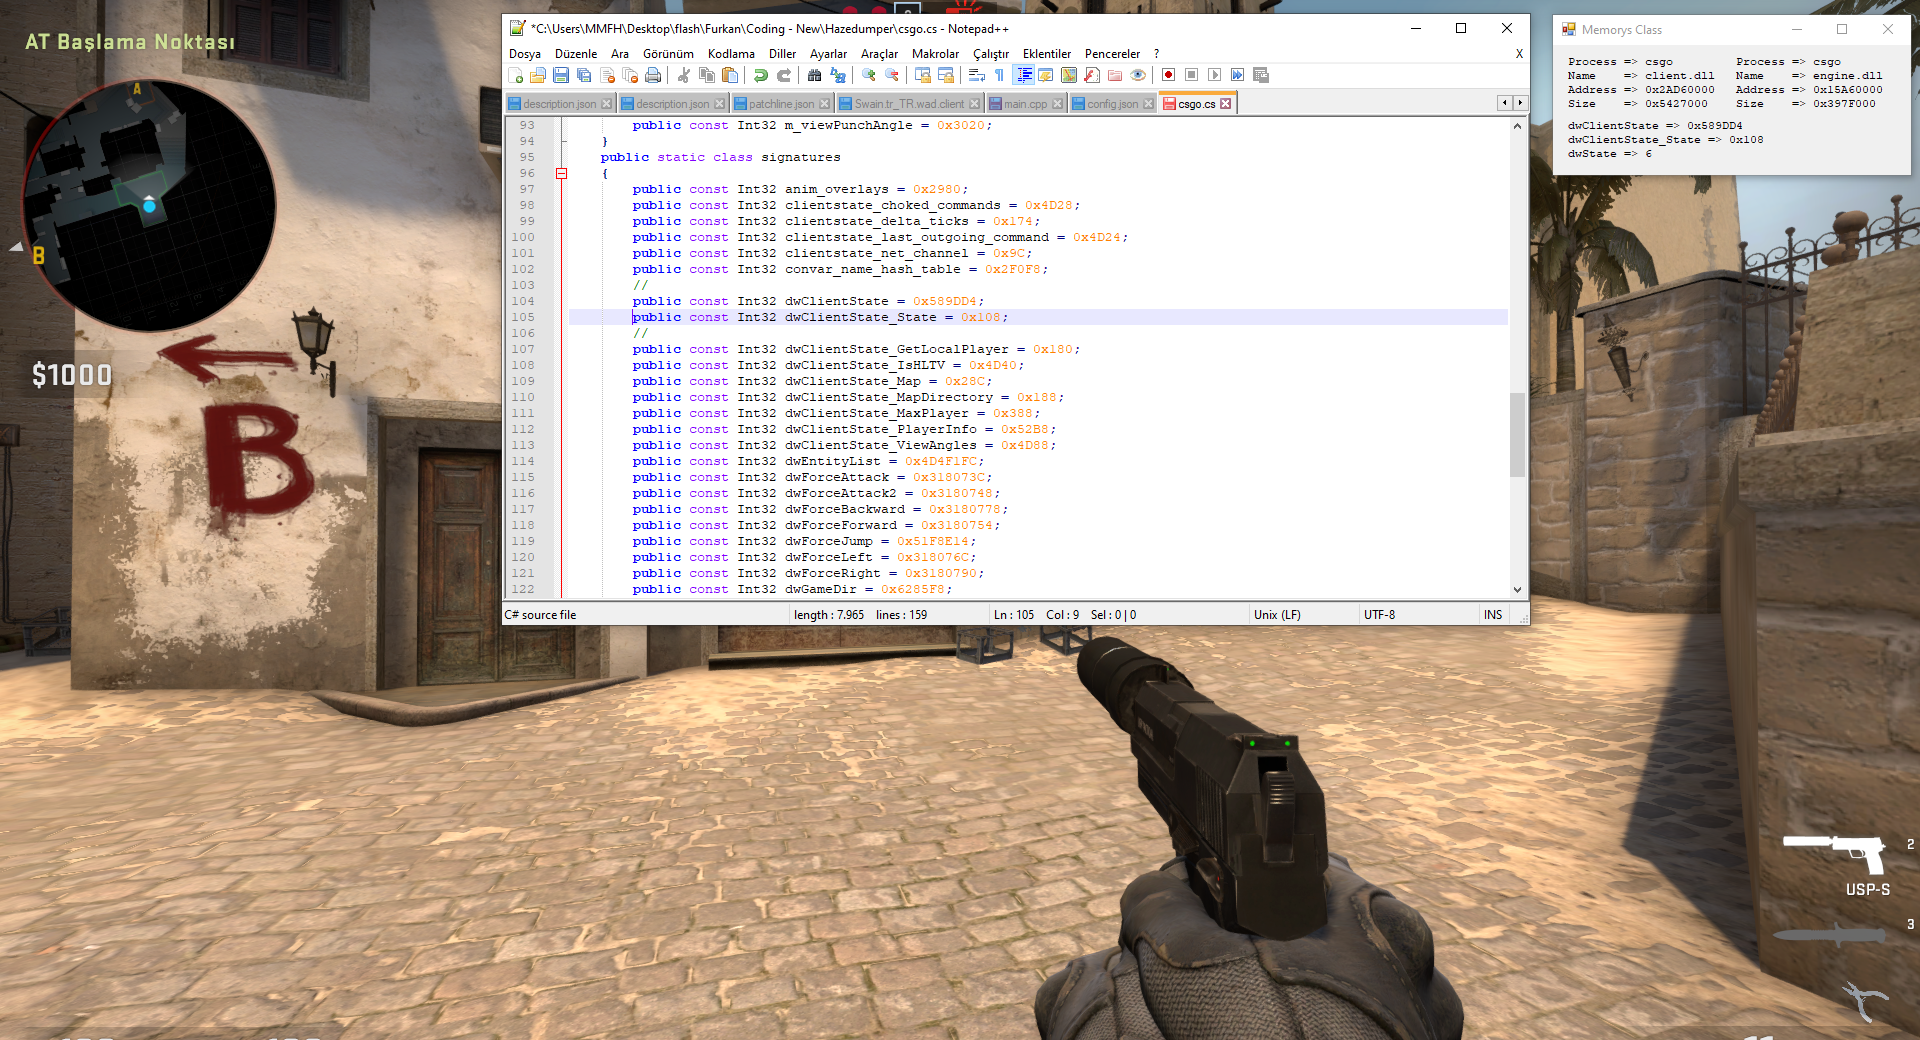 AT Başlama Noktası
A
B
$1000
B
*C:\Users\MMFH\Desktop\flash\Furkan\Coding - New\Hazedumper\csgo.cs - Notepad++
Dosya Düzenle Ara Görünüm Kodlama Diller Ayarlar Araçlar Makrolar Çalıştır Eklentiler Pencereler ? X
description.json description.json patchline.json Swain.tr_TR.wad.client main.cpp config.json csgo.cs
93 public const Int32 m_viewPunchAngle = 0x3020;
94 }
95 public static class signatures
96 {
97 public const Int32 anim_overlays = 0x2980;
98 public const Int32 clientstate_choked_commands = 0x4D28;
99 public const Int32 clientstate_delta_ticks = 0x174;
100 public const Int32 clientstate_last_outgoing_command = 0x4D24;
101 public const Int32 clientstate_net_channel = 0x9C;
102 public const Int32 convar_name_hash_table = 0x2F0F8;
103 //
104 public const Int32 dwClientState = 0x589DD4;
105 public const Int32 dwClientState_State = 0x108;
106 //
107 public const Int32 dwClientState_GetLocalPlayer = 0x180;
108 public const Int32 dwClientState_IsHLTV = 0x4D40;
109 public const Int32 dwClientState_Map = 0x28C;
110 public const Int32 dwClientState_MapDirectory = 0x188;
111 public const Int32 dwClientState_MaxPlayer = 0x388;
112 public const Int32 dwClientState_PlayerInfo = 0x52B8;
113 public const Int32 dwClientState_ViewAngles = 0x4D88;
114 public const Int32 dwEntityList = 0x4D4F1FC;
115 public const Int32 dwForceAttack = 0x318073C;
116 public const Int32 dwForceAttack2 = 0x3180748;
117 public const Int32 dwForceBackward = 0x3180778;
118 public const Int32 dwForceForward = 0x3180754;
119 public const Int32 dwForceJump = 0x51F8E14;
120 public const Int32 dwForceLeft = 0x318076C;
121 public const Int32 dwForceRight = 0x3180790;
122 public const Int32 dwGameDir = 0x6285F8;
C# source file length : 7.965 lines : 159 Ln : 105 Col : 9 Sel : 0 | 0 Unix (LF) UTF-8 INS
Memorys Class
Process => csgo Process => csgo
Name => client.dll Name => engine.dll
Address => 0x2AD60000 Address => 0x15A60000
Size => 0x5427000 Size => 0x397F000
dwClientState => 0x589DD4
dwClientState_State => 0x108
dwState => 6
2
USP-S
3